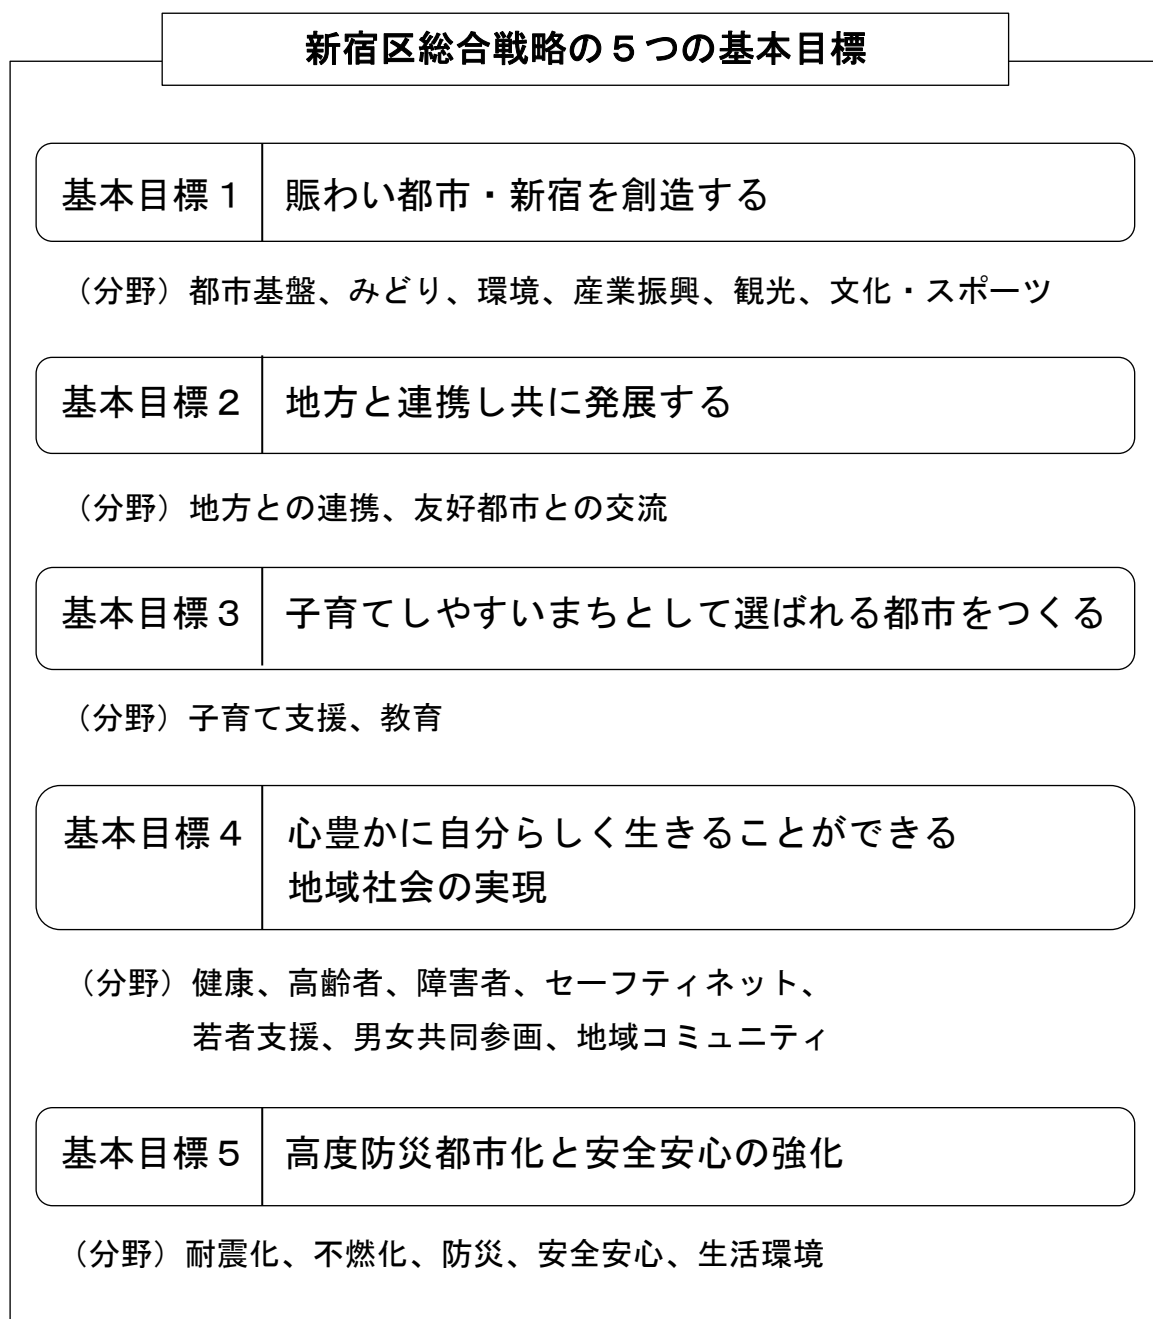 新宿区総合戦略の５つの基本目標
基本目標１ 賑わい都市・新宿を創造する
（分野）都市基盤、みどり、環境、産業振興、観光、文化・スポーツ
基本目標２ 地方と連携し共に発展する
（分野）地方との連携、友好都市との交流
基本目標３ 子育てしやすいまちとして選ばれる都市をつくる
（分野）子育て支援、教育
基本目標４ 心豊かに自分らしく生きることができる
地域社会の実現
（分野）健康、高齢者、障害者、セーフティネット、
若者支援、男女共同参画、地域コミュニティ
基本目標５ 高度防災都市化と安全安心の強化
（分野）耐震化、不燃化、防災、安全安心、生活環境